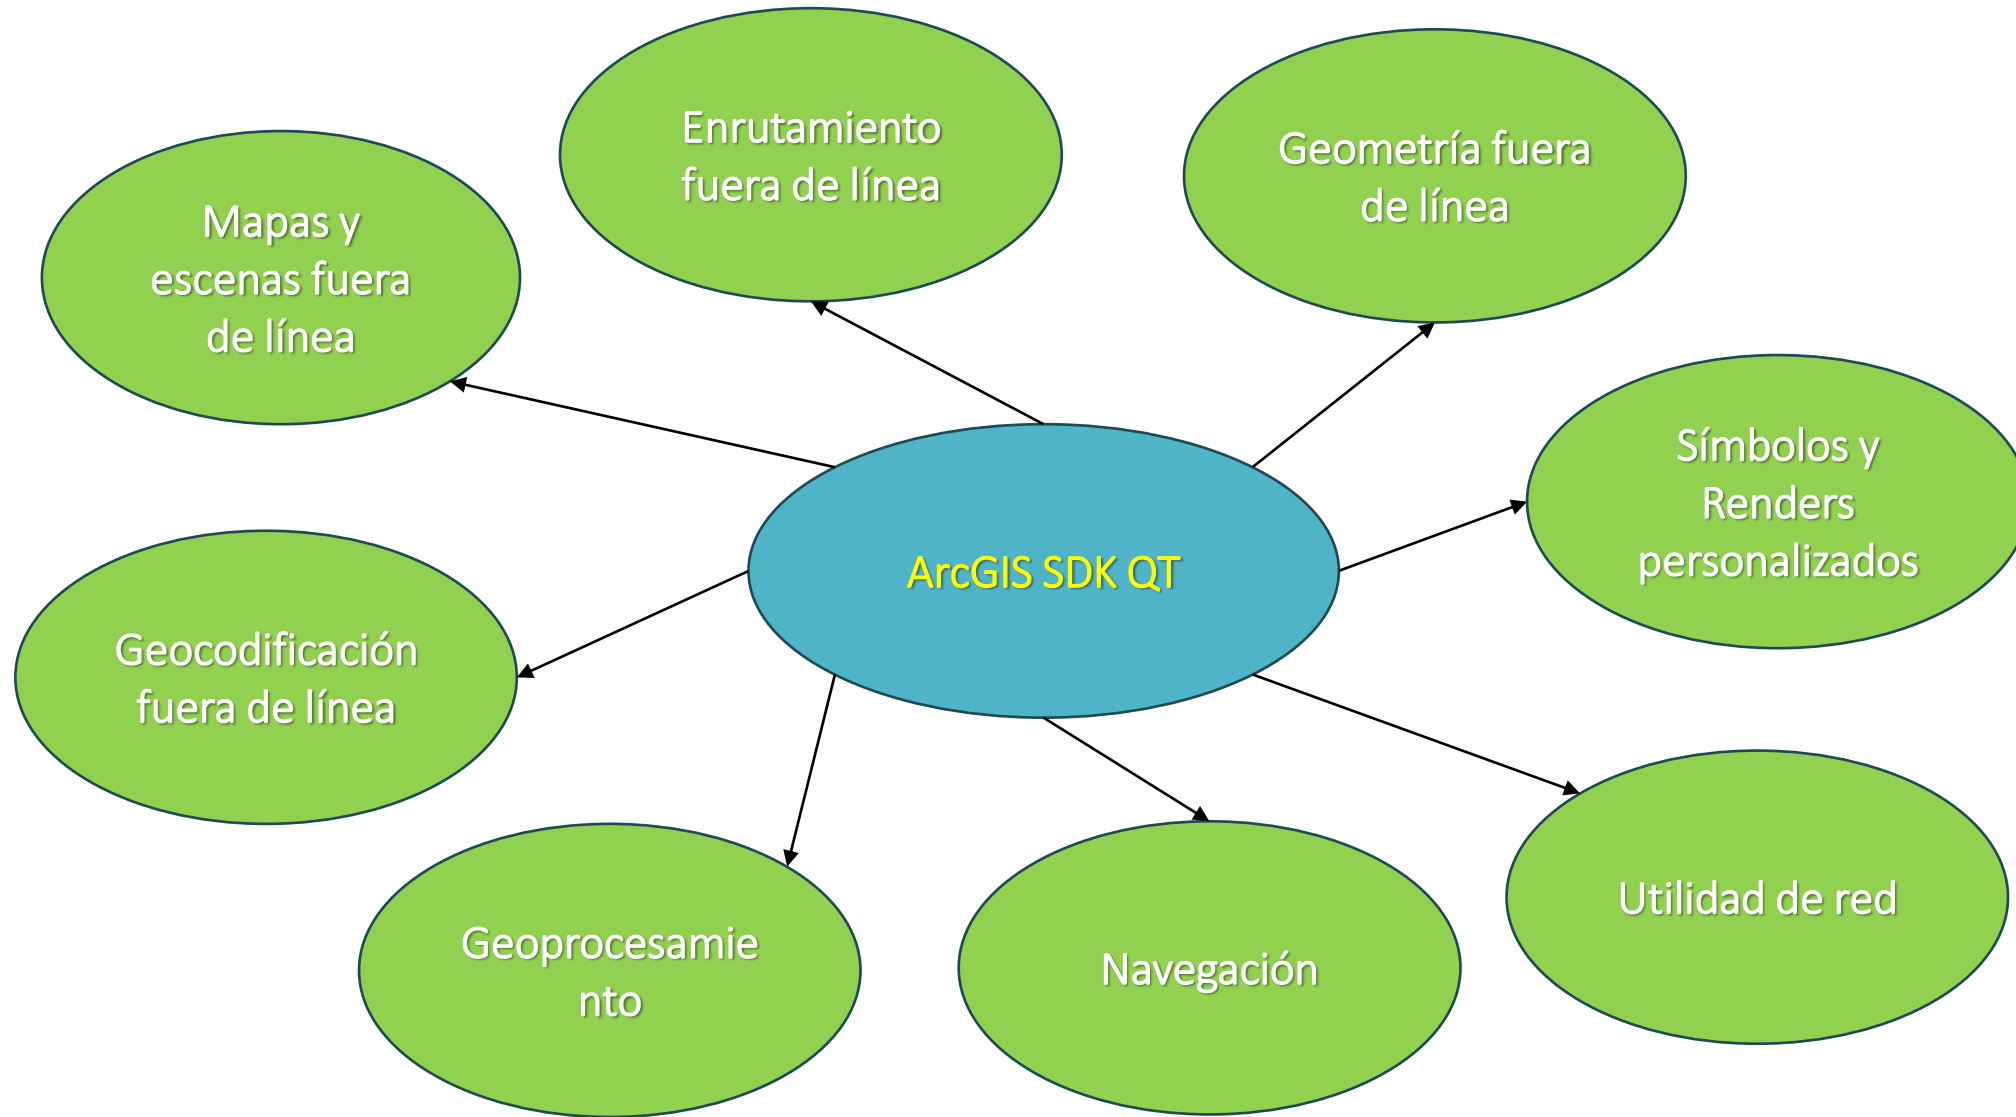 Enrutamiento
fuera de línea
Geometría fuera
de línea
Mapas y
escenas fuera
de línea
Símbolos y
Renders
personalizados
ArcGIS SDK QT
Geocodificación
fuera de línea
Utilidad de red
Geoprocesamie
nto
Navegación